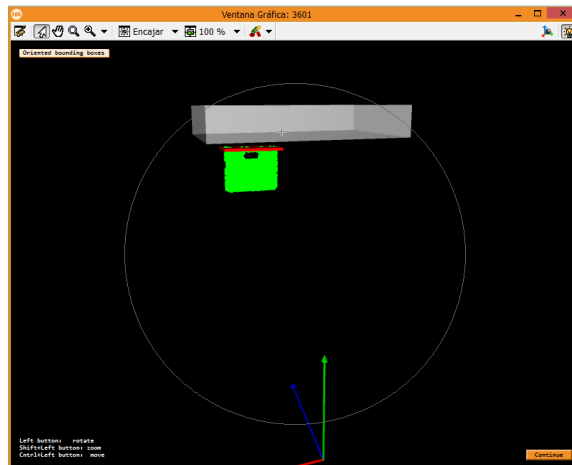 Ventana Gráfica: 3601
Encajar 100 %
Oriented bounding boxes
Left button: rotate
Shift+Left button: zoom
Cntrl+Left button: move
Continue